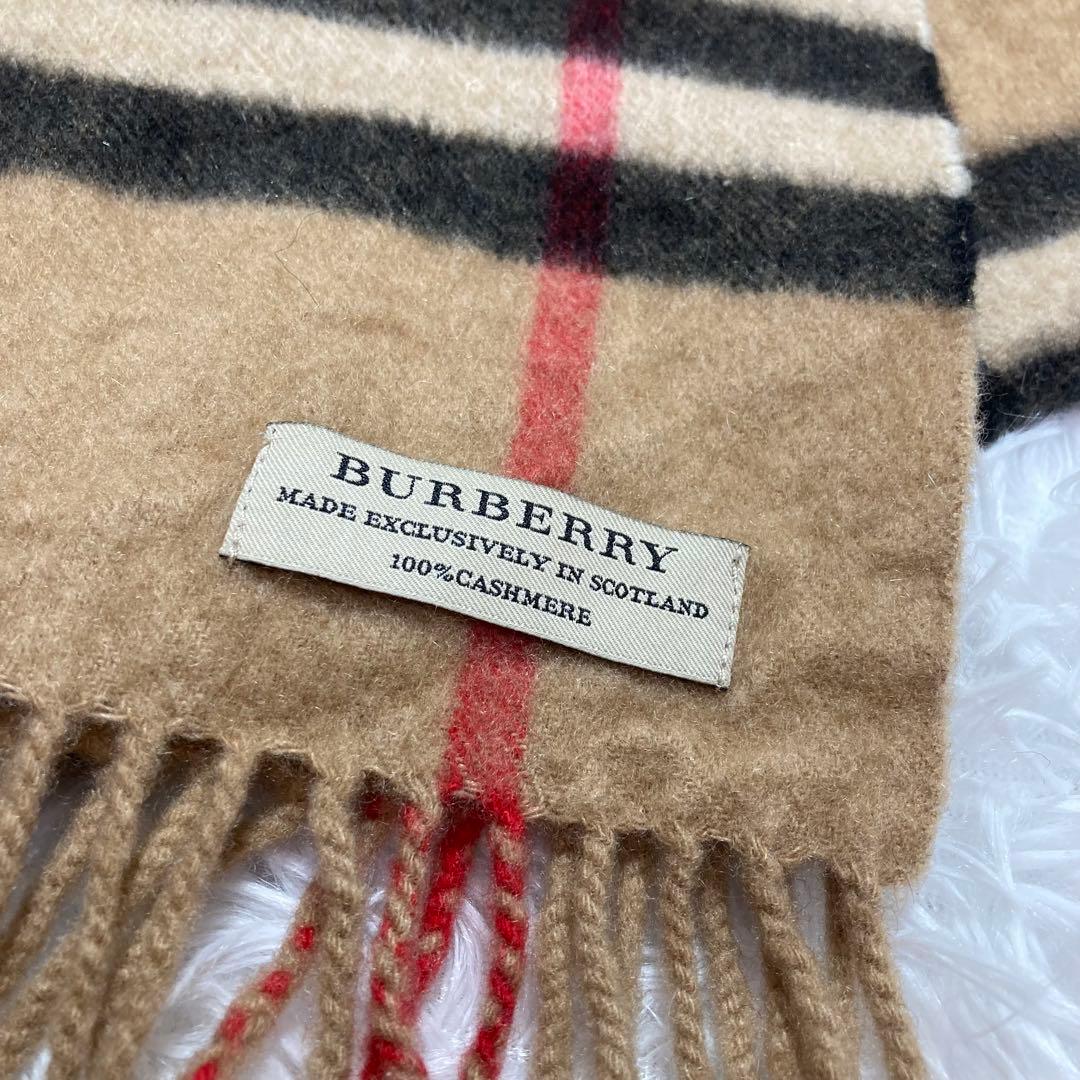 BURBERRY
MADE EXCLUSIVELY IN SCOTLAND
100%CASHMERE